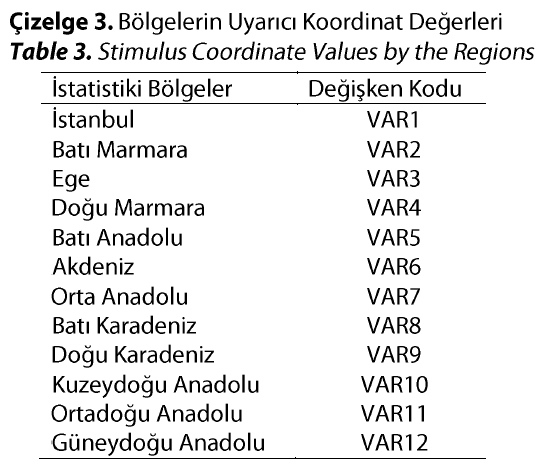 Çizelge 3. Bölgelerin Uyarıcı Koordinat Değerleri
Table 3. Stimulus Coordinate Values by the Regions
İstatistiki Bölgeler Değişken Kodu
İstanbul VAR1
Batı Marmara VAR2
Ege VAR3
Doğu Marmara VAR4
Batı Anadolu VAR5
Akdeniz VAR6
Orta Anadolu VAR7
Batı Karadeniz VAR8
Doğu Karadeniz VAR9
Kuzeydoğu Anadolu VAR10
Ortadoğu Anadolu VAR11
Güneydoğu Anadolu VAR12